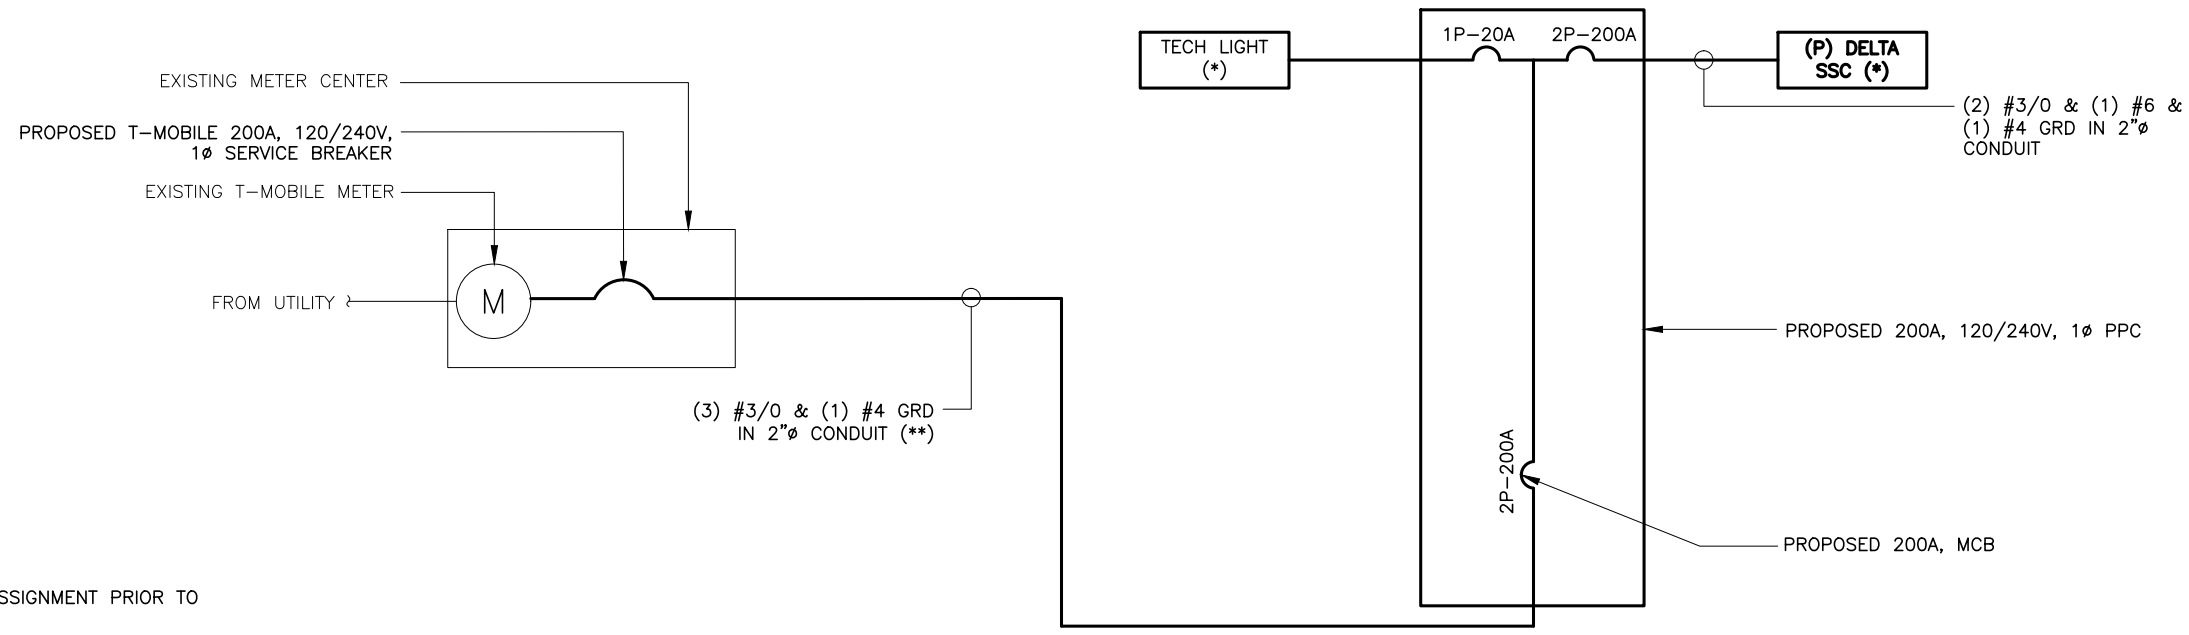 EXISTING METER CENTER
PROPOSED T-MOBILE 200A, 120/240V,
1ø SERVICE BREAKER
EXISTING T-MOBILE METER
FROM UTILITY
M
(3) #3/0 & (1) #4 GRD
IN 2"ø CONDUIT (**)
TECH LIGHT
(*)
1P-20A
2P-200A
(P) DELTA
SSC (*)
(2) #3/0 & (1) #6 &
(1) #4 GRD IN 2"ø
CONDUIT
PROPOSED 200A, 120/240V, 1ø PPC
2P-200A
PROPOSED 200A, MCB
SSIGNMENT PRIOR TO